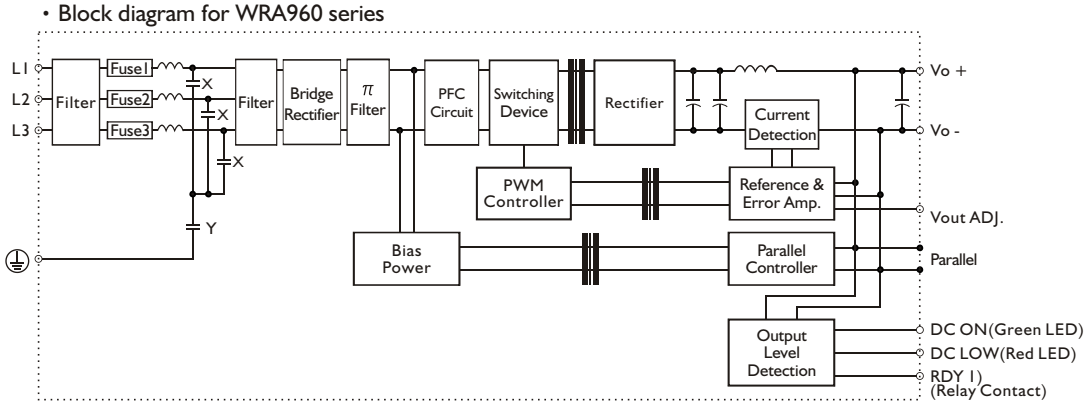 • Block diagram for WRA960 series
L1
Fuse1
X
L2
Fuse2
X
L3
Fuse3
X
Y
Filter
Filter
Bridge
Rectifier
π
Filter
PFC
Circuit
Switching
Device
Rectifier
Current
Detection
Vo +
Vo -
PWM
Controller
Reference &
Error Amp.
Vout ADJ.
Bias
Power
Parallel
Controller
Parallel
Output
Level
Detection
DC ON(Green LED)
DC LOW(Red LED)
RDY 1)
(Relay Contact)